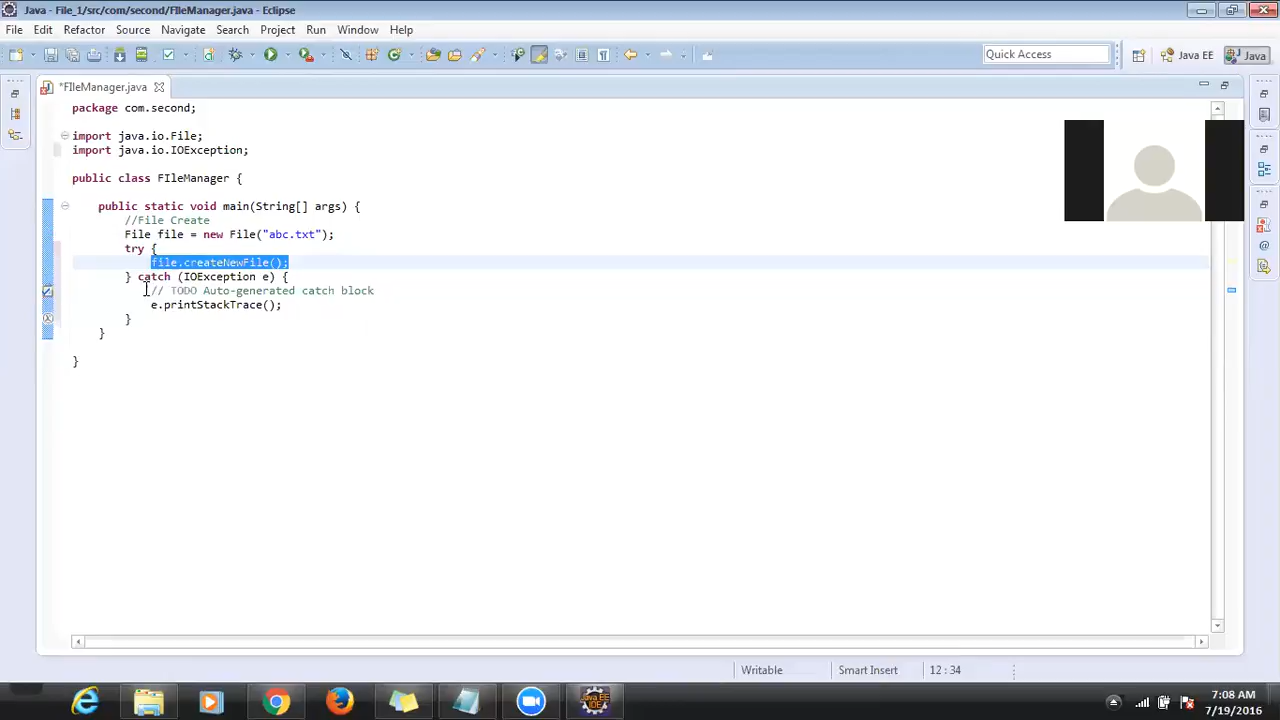 Java - File_1/src/com/second/FIleManager.java - Eclipse
File Edit Refactor Source Navigate Search Project Run Window Help
Quick Access
Java EE
Java
*FIleManager.java
package com.second;
import java.io.File;
import java.io.IOException;
public class FIleManager {
public static void main(String[] args) {
//File Create
File file = new File("abc.txt");
try {
file.createNewFile();
} catch (IOException e) {
// TODO Auto-generated catch block
e.printStackTrace();
}
}
}
Writable
Smart Insert
12 : 34
Java EE
IDE
7:08 AM
7/19/2016